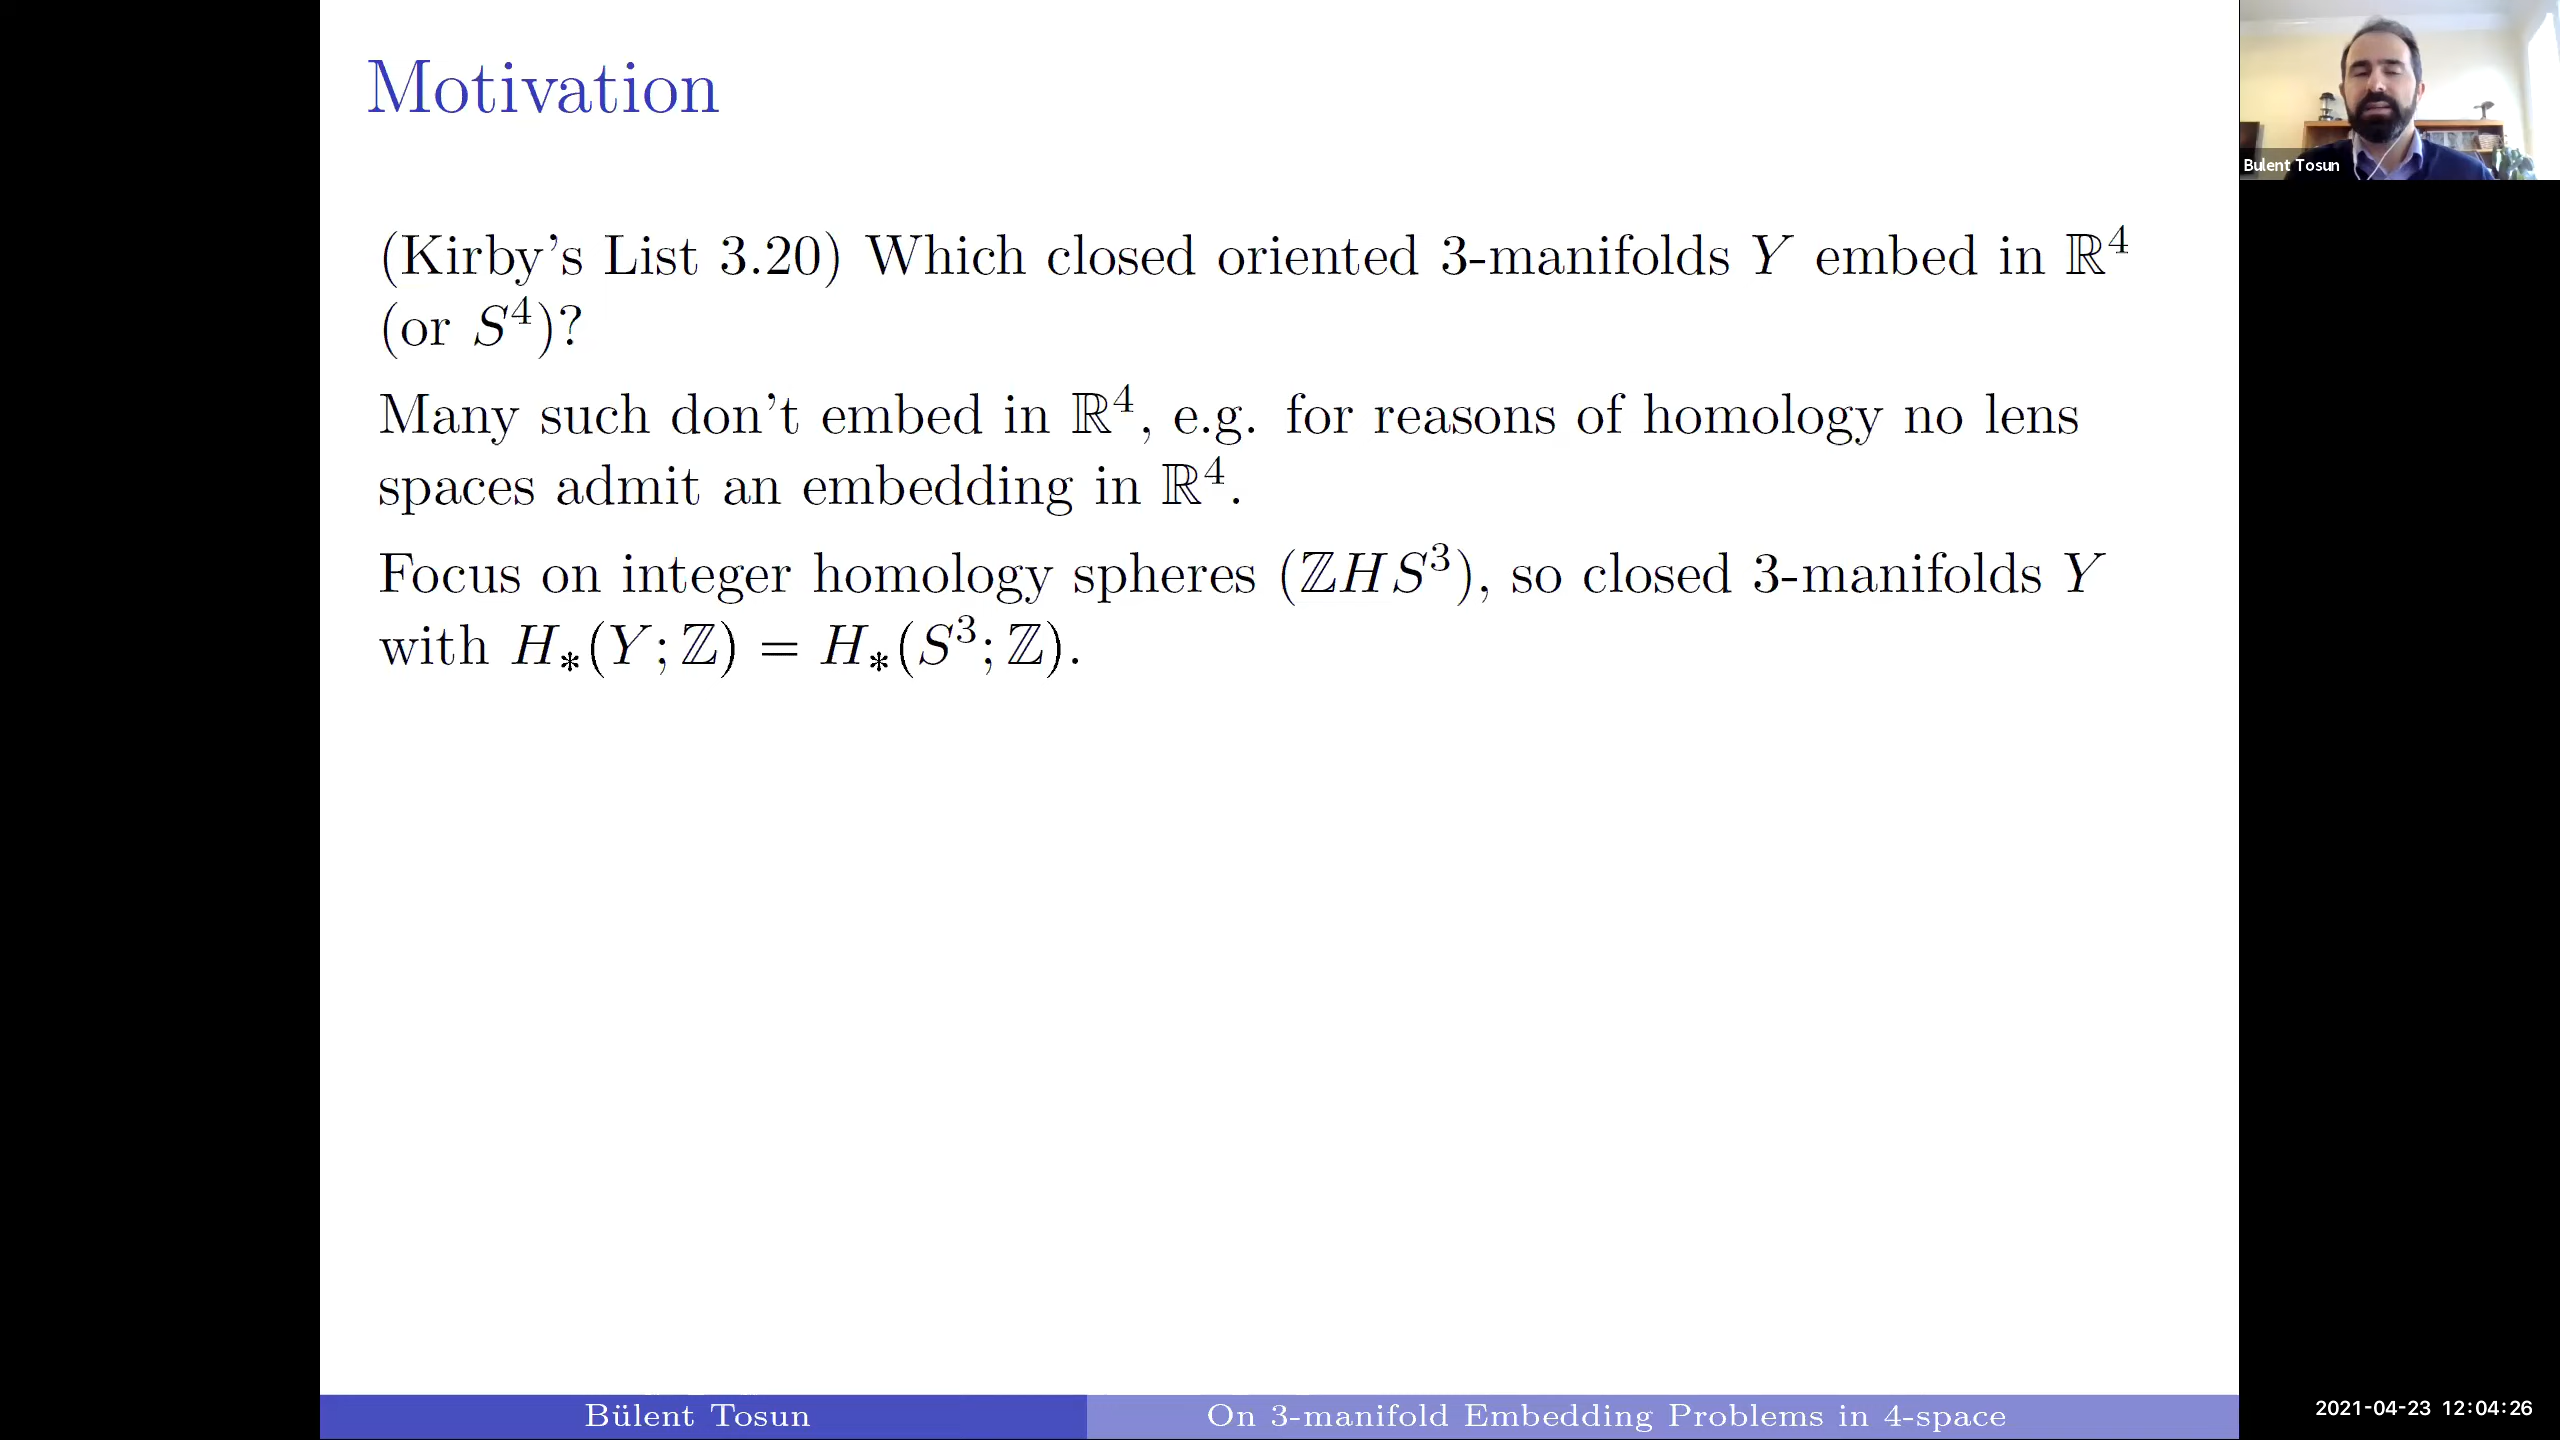 Motivation
Bulent Tosun
(Kirby's List 3.20) Which closed oriented 3-manifolds Y embed in ℝ⁴
(or S⁴)?
Many such don't embed in ℝ⁴, e.g. for reasons of homology no lens
spaces admit an embedding in ℝ⁴.
Focus on integer homology spheres (ℤHS³), so closed 3-manifolds Y
with H∗(Y; ℤ) = H∗(S³; ℤ).
Bülent Tosun
On 3-manifold Embedding Problems in 4-space
2021-04-23 12:04:26